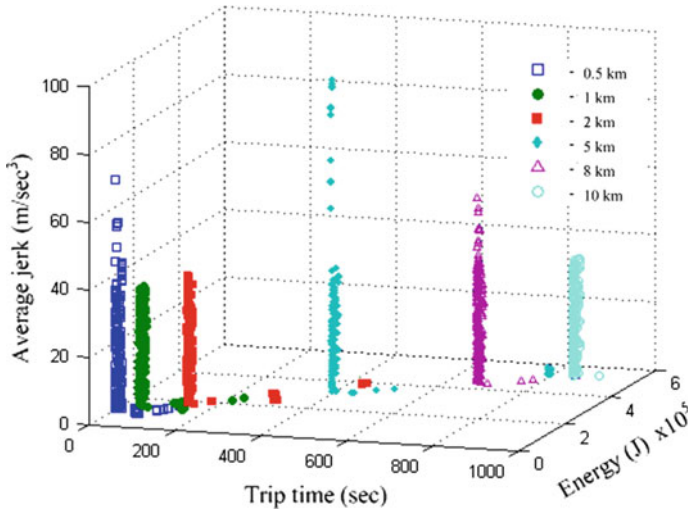 100
80
60
40
20
0
Average jerk (m/sec³)
0
200
400
600
800
1000
Trip time (sec)
0
2
4
6
Energy (J) x10⁵
- 0.5 km
- 1 km
- 2 km
- 5 km
- 8 km
- 10 km